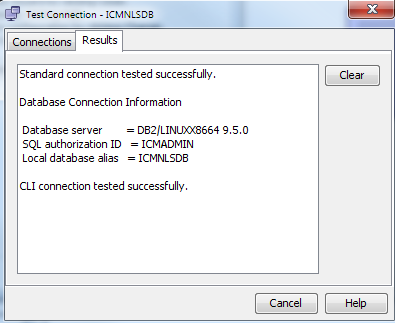 Test Connection - ICMNLSDB
Connections Results
Standard connection tested successfully.
Clear
Database Connection Information
Database server = DB2/LINUXX8664 9.5.0
SQL authorization ID = ICMADMIN
Local database alias = ICMNLSDB
CLI connection tested successfully.
Cancel Help